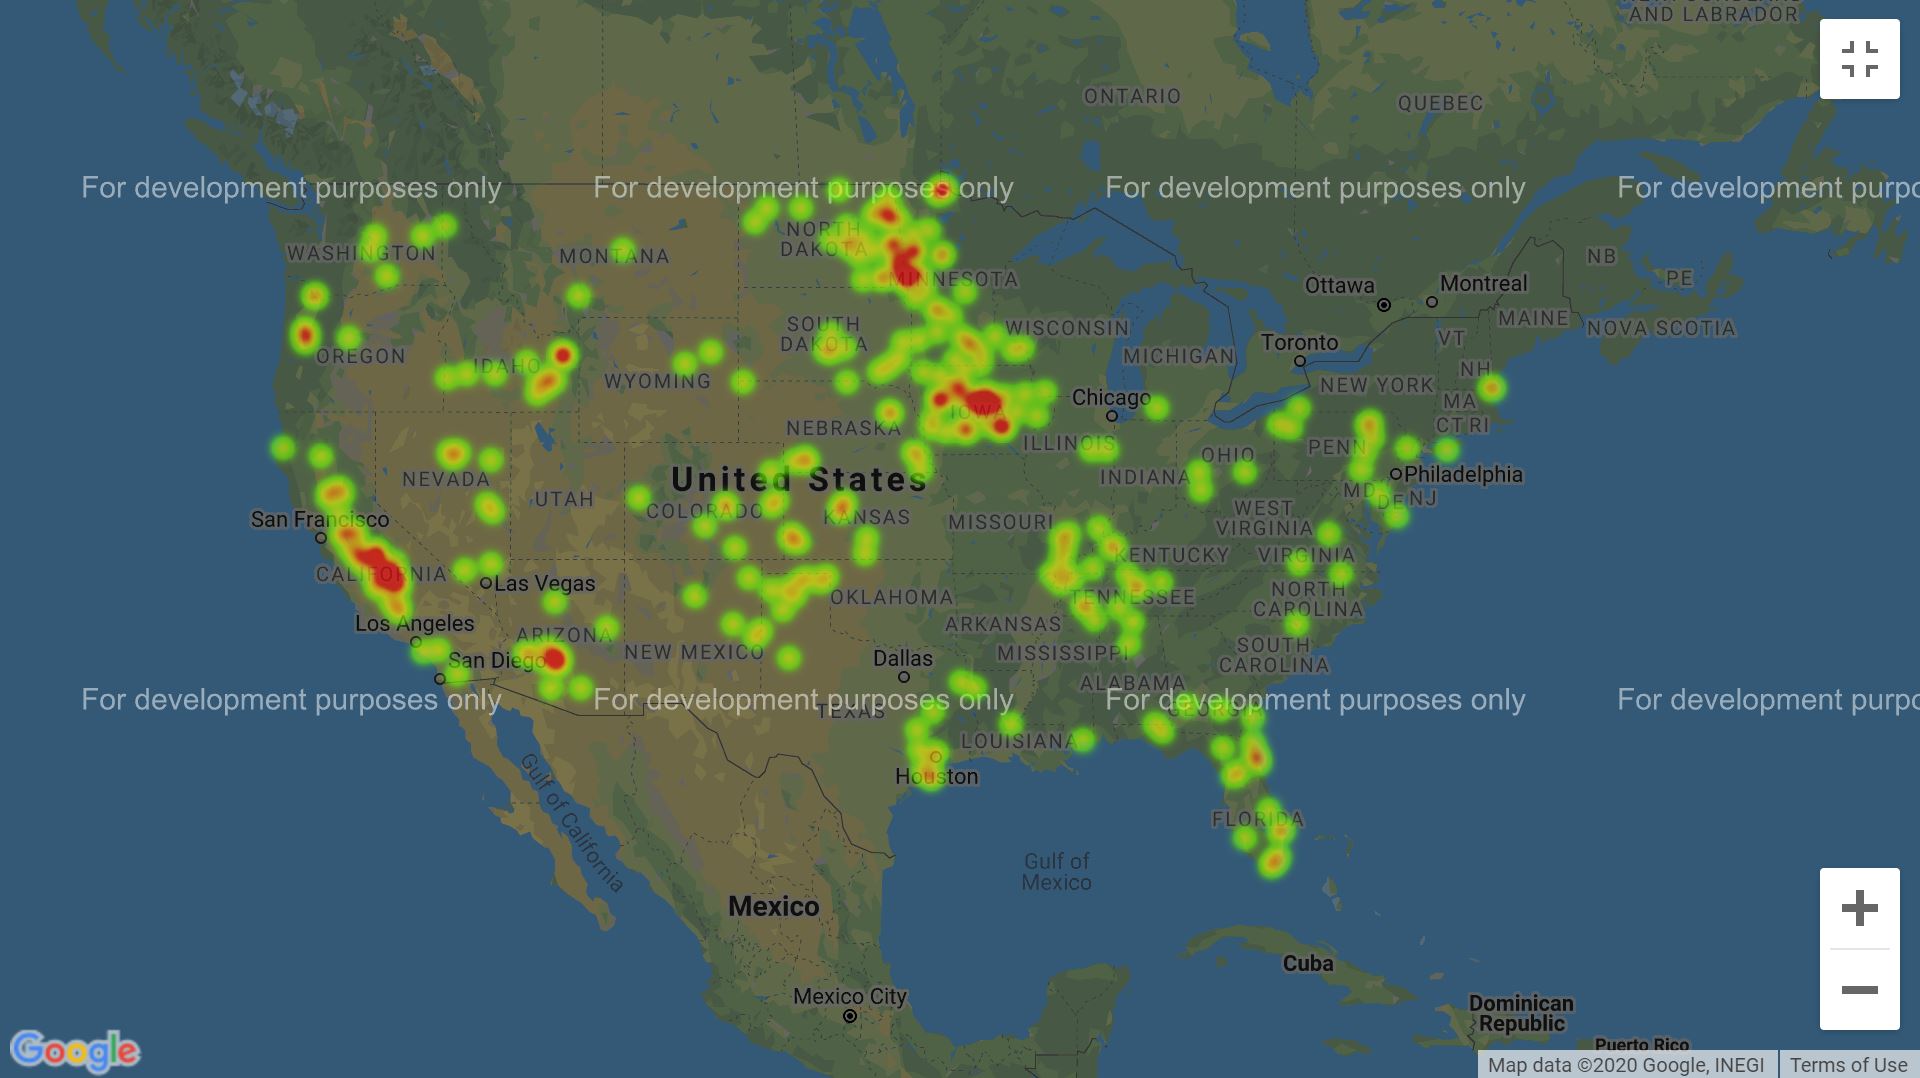 AND LABRADOR
ONTARIO
QUEBEC
For development purposes only
For development purposes only
For development purposes only
For development purpo
NORTH
DAKOTA
WASHINGTON
MONTANA
NB
MINNESOTA
PE
Ottawa
Montreal
MAINE
NOVA SCOTIA
SOUTH
DAKOTA
WISCONSIN
VT
Toronto
OREGON
MICHIGAN
IDAHO
NH
WYOMING
NEW YORK
Chicago
MA
IOWA
CT RI
NEBRASKA
ILLINOIS
PENN
OHIO
United States
NEVADA
INDIANA
Philadelphia
UTAH
MD
DE
NJ
COLORADO
KANSAS
San Francisco
MISSOURI
WEST
VIRGINIA
KENTUCKY
VIRGINIA
CALIFORNIA
Las Vegas
OKLAHOMA
TENNESSEE
NORTH
CAROLINA
Los Angeles
ARIZONA
ARKANSAS
NEW MEXICO
MISSISSIPPI
SOUTH
CAROLINA
San Diego
Dallas
ALABAMA
For development purposes only
For development purposes only
For development purposes only
For development purpo
TEXAS
LOUISIANA
Houston
Gulf of California
FLORIDA
Gulf of
Mexico
Mexico
Cuba
Mexico City
Dominican
Republic
Puerto Rico
Google
Map data ©2020 Google, INEGI
Terms of Use